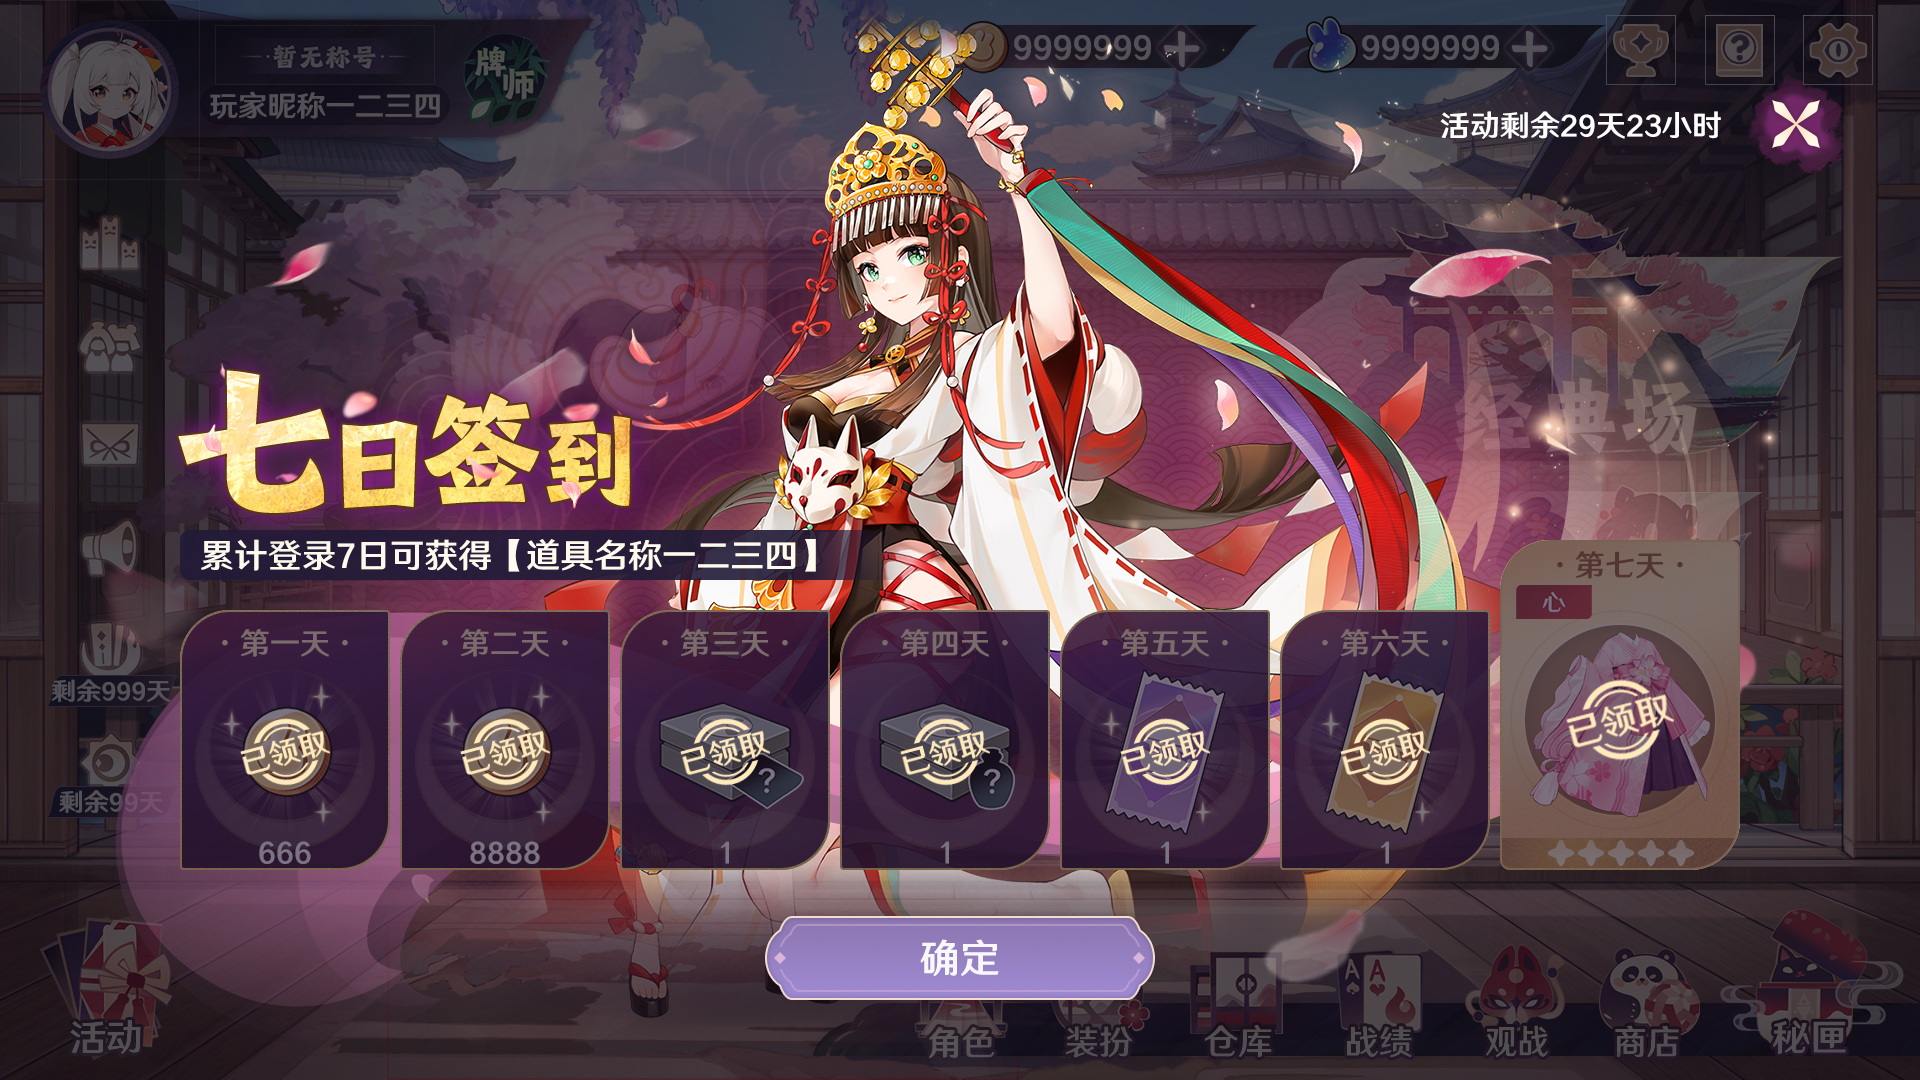 ·暂无称号·
玩家昵称一二三四
牌师
9999999
9999999
活动剩余29天23小时
经典场
七日签到
累计登录7日可获得【道具名称一二三四】
剩余999天
剩余99天
·第一天·
已领取
666
·第二天·
已领取
8888
·第三天·
已领取
?
1
·第四天·
已领取
?
1
·第五天·
已领取
1
·第六天·
已领取
1
·第七天·
心
已领取
确定
活动
角色
装扮
仓库
A
A
战绩
观战
商店
秘匣